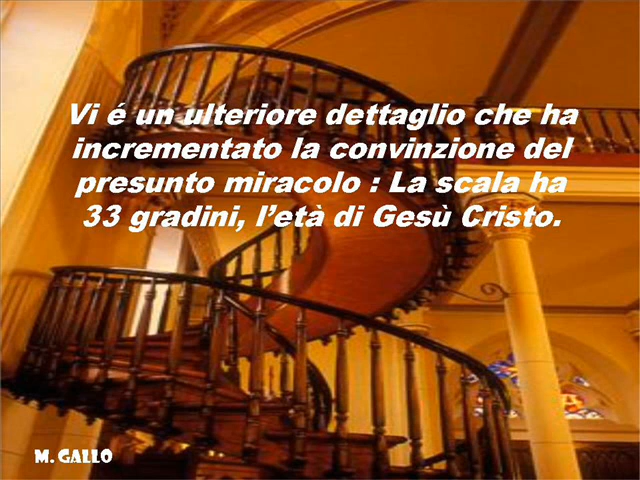 Vi é un ulteriore dettaglio che ha
incrementato la convinzione del
presunto miracolo : La scala ha
33 gradini, l’età di Gesù Cristo.
M. GALLO